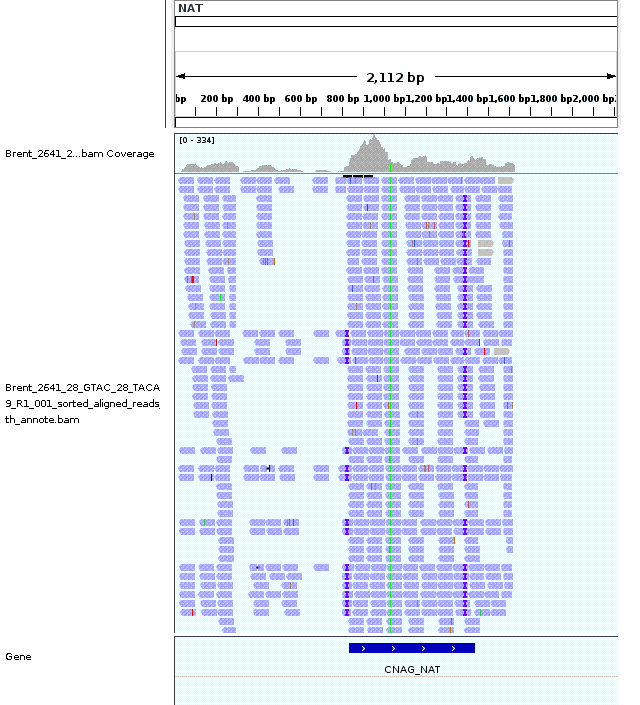 NAT
2,112 bp
bp 200 bp 400 bp 600 bp 800 bp 1,000 bp 1,200 bp 1,400 bp 1,600 bp 1,800 bp 2,000 bp
[0 - 334]
Brent_2641_2...bam Coverage
Brent_2641_28_GTAC_28_TACA
9_R1_001_sorted_aligned_reads_
th_annote.bam
Gene
CNAG_NAT